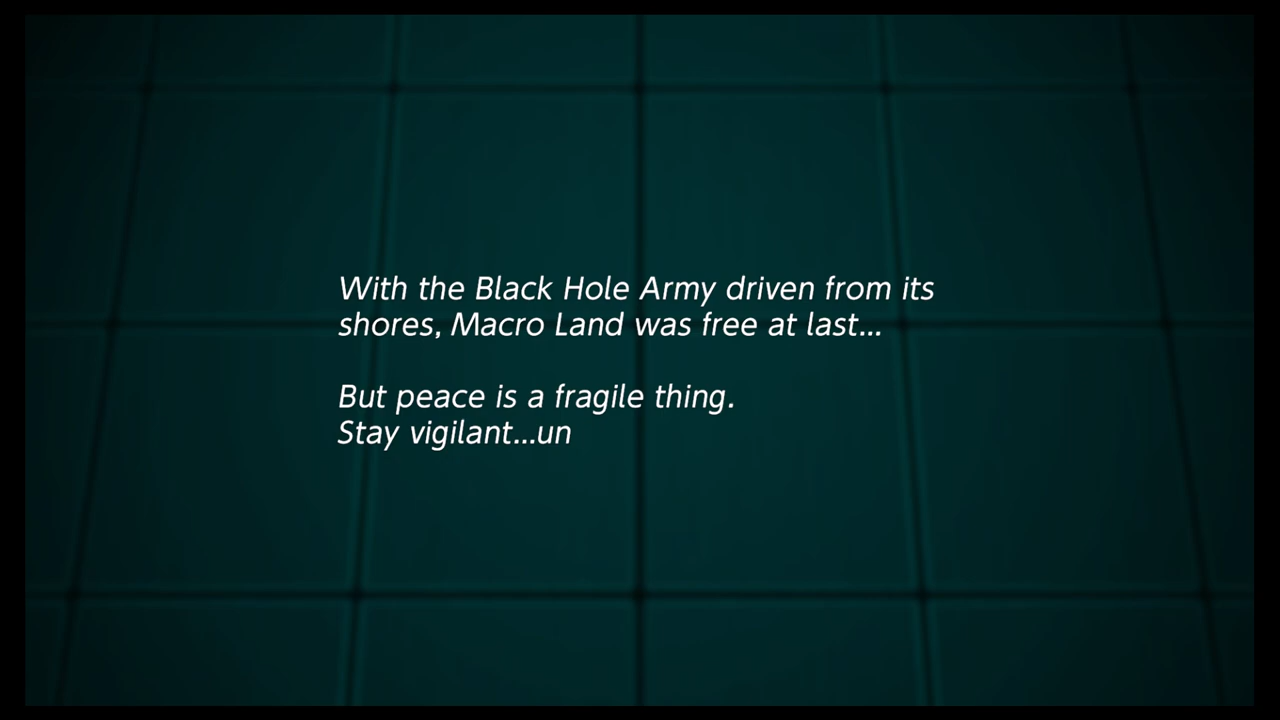 With the Black Hole Army driven from its
shores, Macro Land was free at last...
But peace is a fragile thing.
Stay vigilant...un